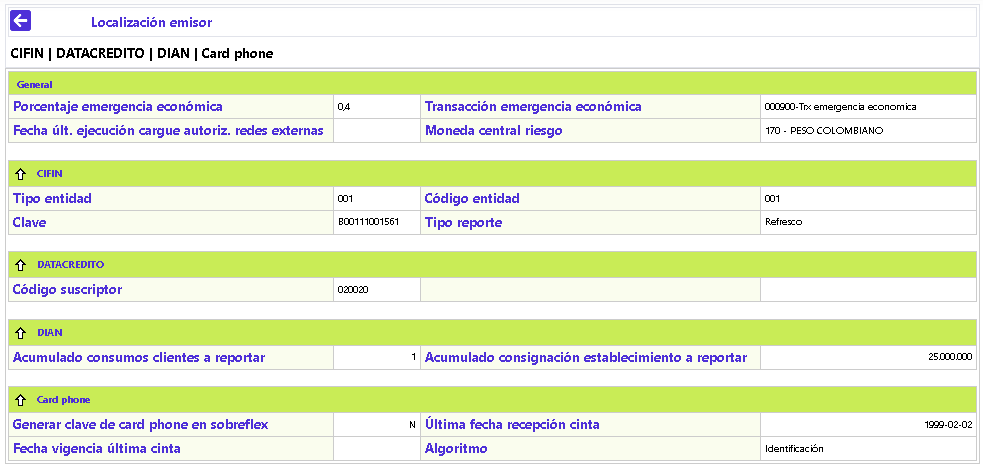 Localización emisor
CIFIN | DATACREDITO | DIAN | Card phone
General
Porcentaje emergencia económica 0,4 Transacción emergencia económica 000900-Trx emergencia economica
Fecha últ. ejecución cargue autoriz. redes externas Moneda central riesgo 170 - PESO COLOMBIANO
CIFIN
Tipo entidad 001 Código entidad 001
Clave B00111001561 Tipo reporte Refresco
DATACREDITO
Código suscriptor 020020
DIAN
Acumulado consumos clientes a reportar 1 Acumulado consignación establecimiento a reportar 25.000.000
Card phone
Generar clave de card phone en sobreflex N Última fecha recepción cinta 1999-02-02
Fecha vigencia última cinta Algoritmo Identificación